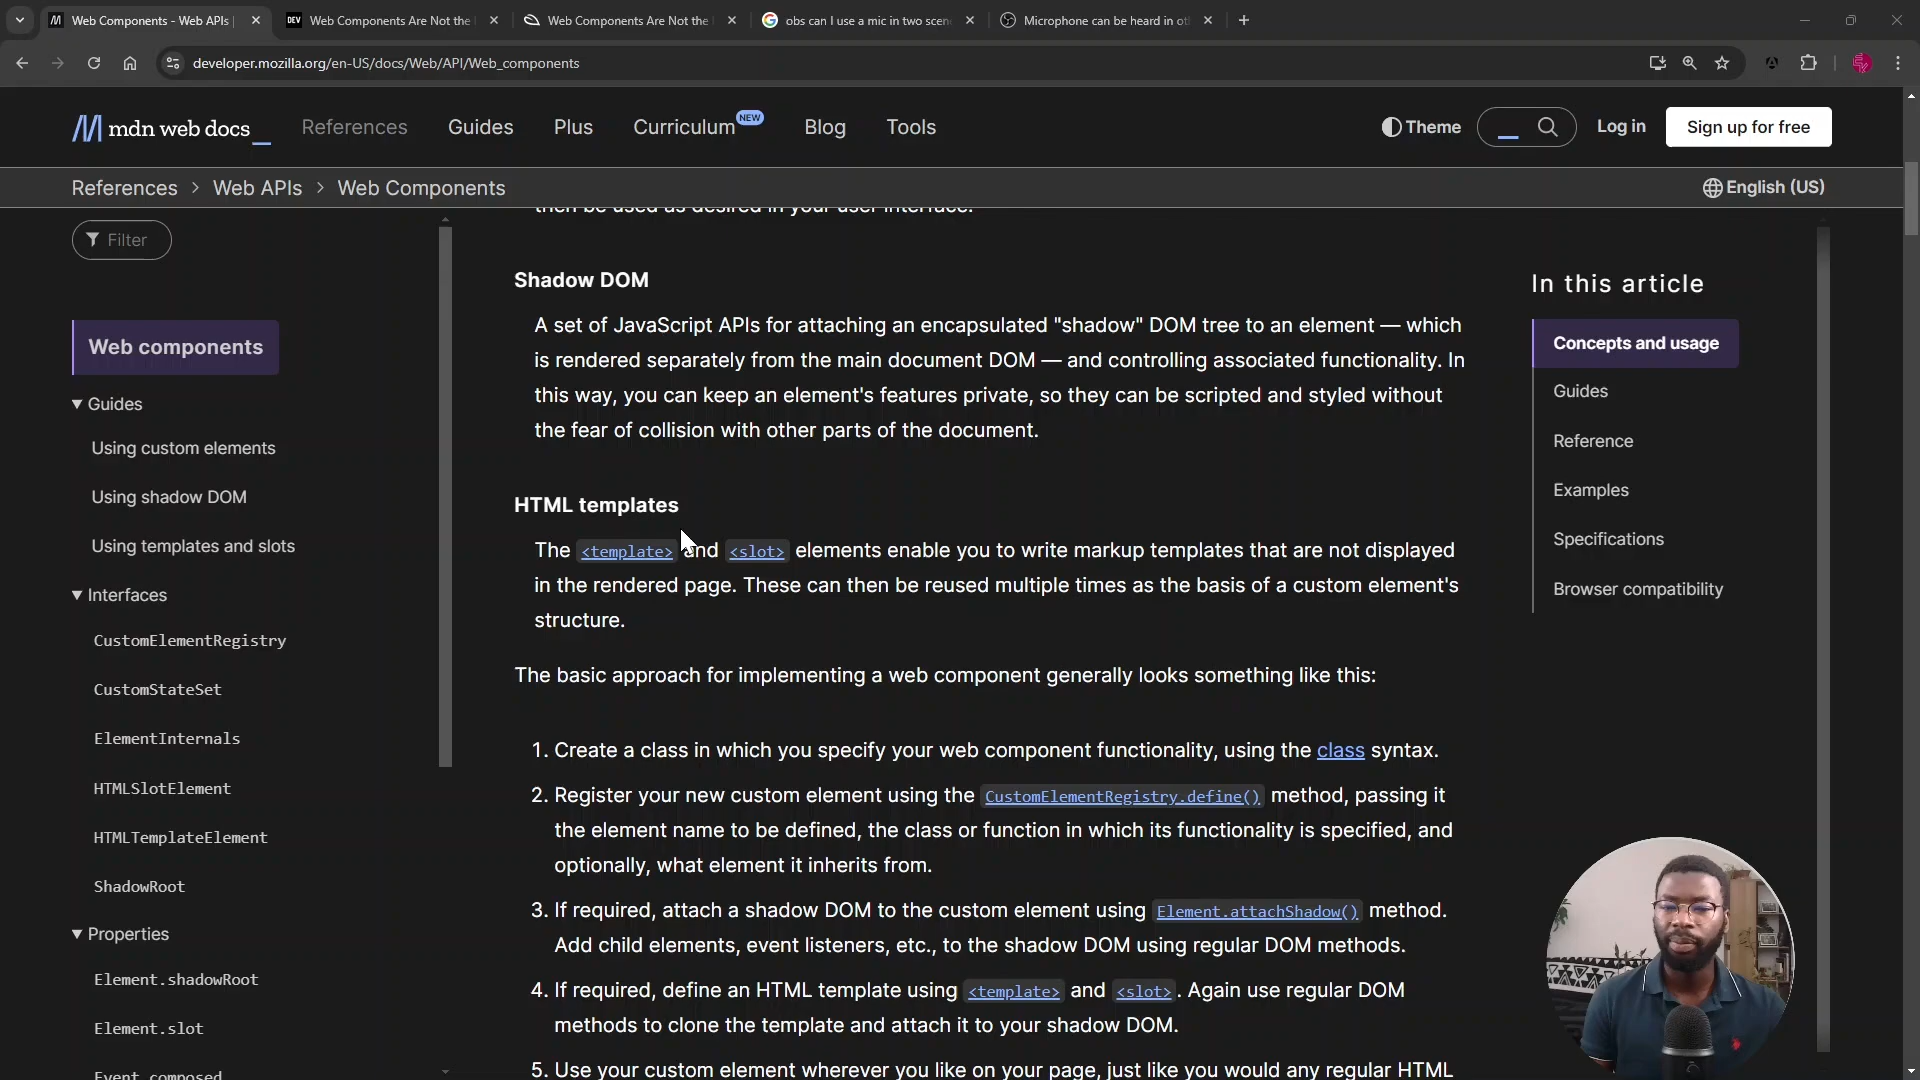 Web Components - Web APIs |
Web Components Are Not the
Web Components Are Not the
obs can I use a mic in two scen
Microphone can be heard in ot
developer.mozilla.org/en-US/docs/Web/API/Web_components
mdn web docs_
References
Guides
Plus
Curriculum NEW
Blog
Tools
Theme
Log in
Sign up for free
References > Web APIs > Web Components
English (US)
then be used as desired in your user interface.
Filter
Web components
Guides
Using custom elements
Using shadow DOM
Using templates and slots
Interfaces
CustomElementRegistry
CustomStateSet
ElementInternals
HTMLSlotElement
HTMLTemplateElement
ShadowRoot
Properties
Element.shadowRoot
Element.slot
Event.composed
Shadow DOM
A set of JavaScript APIs for attaching an encapsulated "shadow" DOM tree to an element — which
is rendered separately from the main document DOM — and controlling associated functionality. In
this way, you can keep an element's features private, so they can be scripted and styled without
the fear of collision with other parts of the document.
HTML templates
The <template> and <slot> elements enable you to write markup templates that are not displayed
in the rendered page. These can then be reused multiple times as the basis of a custom element's
structure.
The basic approach for implementing a web component generally looks something like this:
1. Create a class in which you specify your web component functionality, using the class syntax.
2. Register your new custom element using the CustomElementRegistry.define() method, passing it
the element name to be defined, the class or function in which its functionality is specified, and
optionally, what element it inherits from.
3. If required, attach a shadow DOM to the custom element using Element.attachShadow() method.
Add child elements, event listeners, etc., to the shadow DOM using regular DOM methods.
4. If required, define an HTML template using <template> and <slot>. Again use regular DOM
methods to clone the template and attach it to your shadow DOM.
5. Use your custom element wherever you like on your page, just like you would any regular HTML
In this article
Concepts and usage
Guides
Reference
Examples
Specifications
Browser compatibility